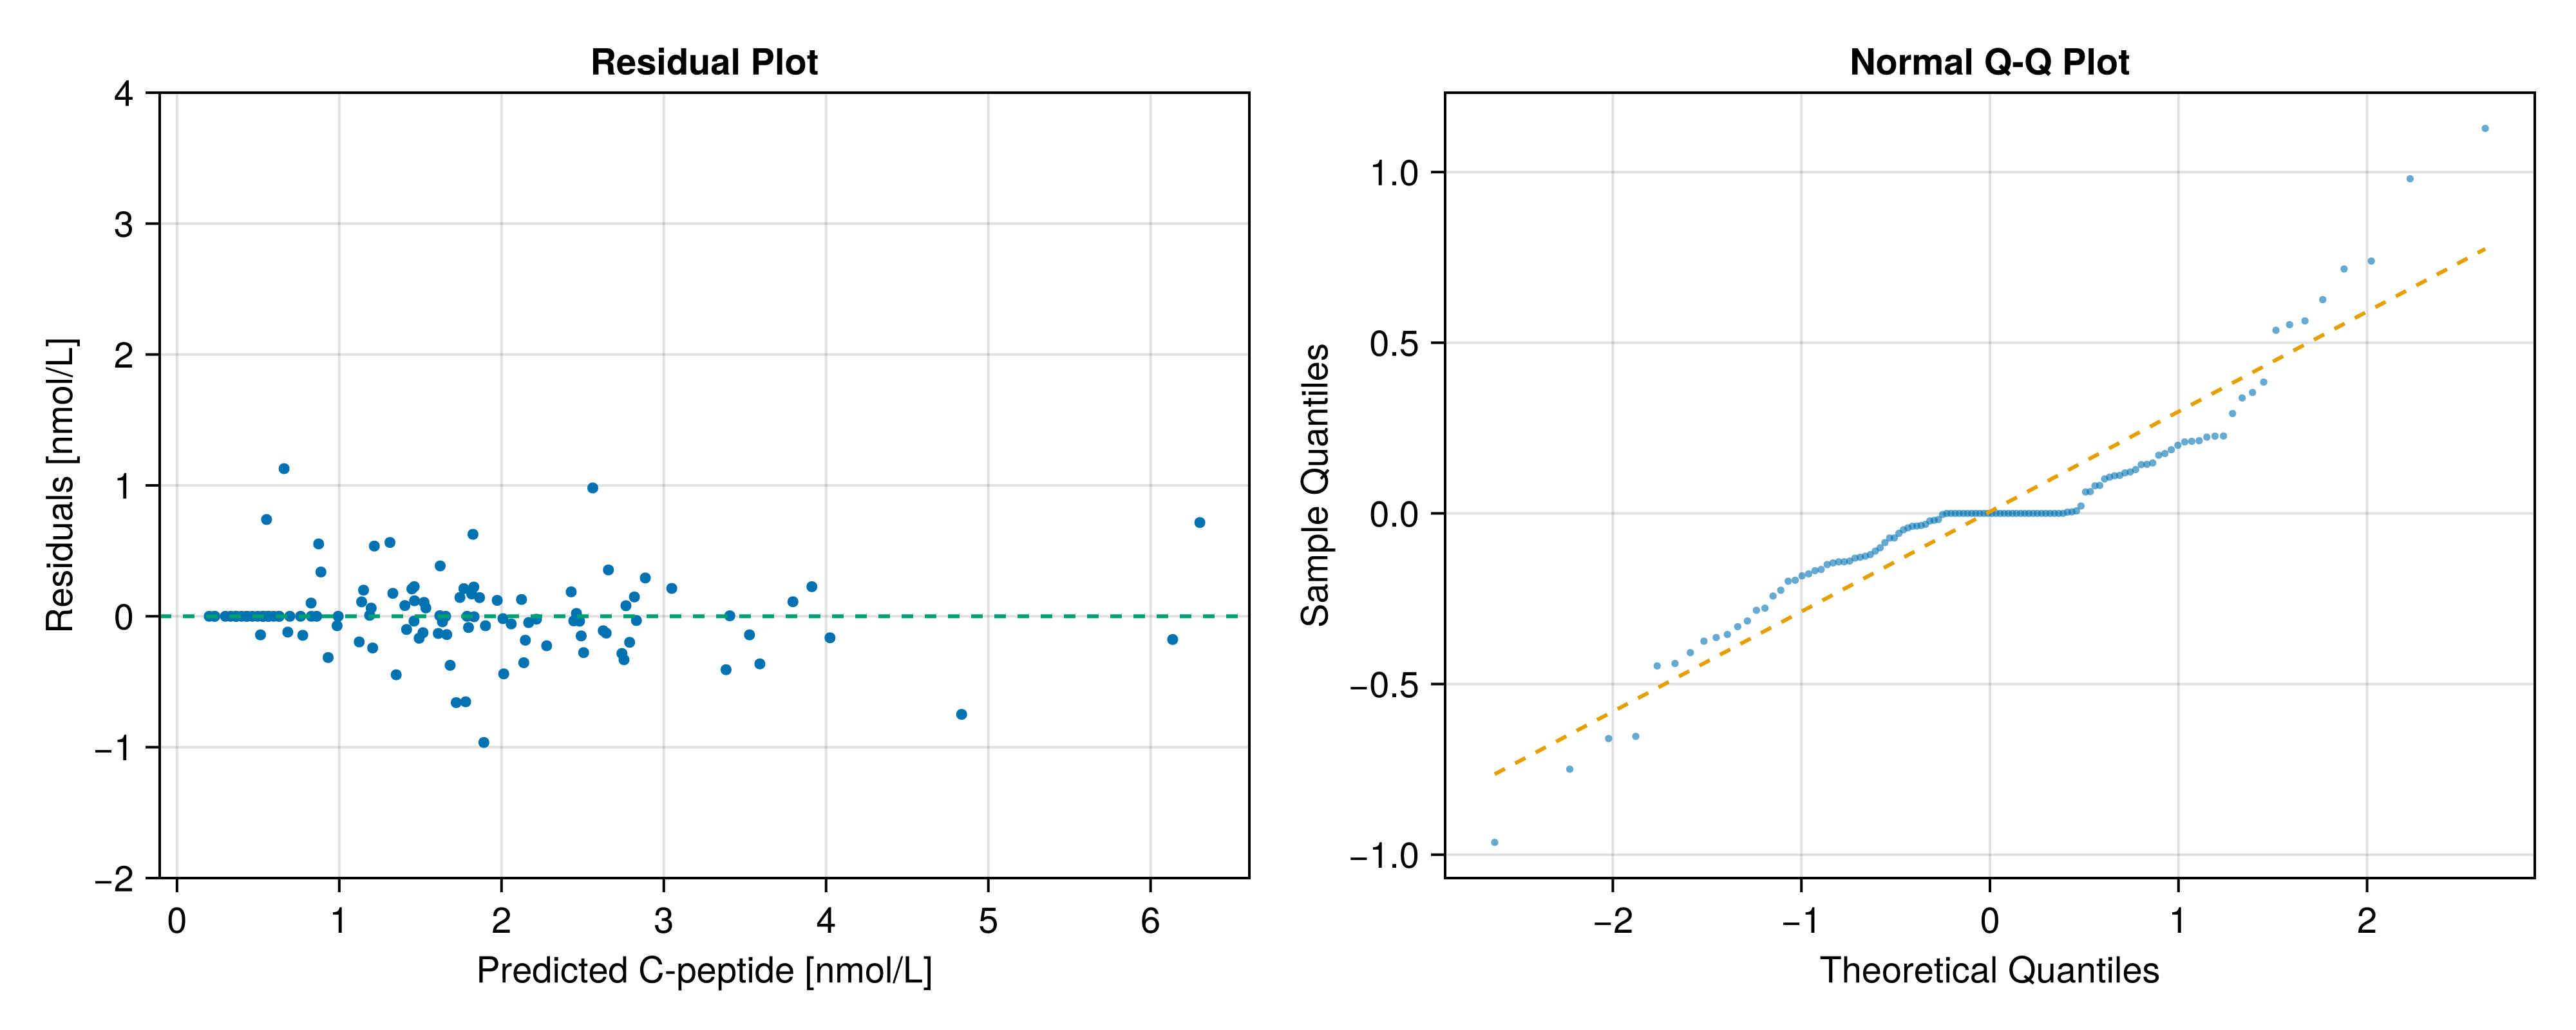 Residual Plot
4
3
2
1
0
−1
−2
Residuals [nmol/L]
0 1 2 3 4 5 6
Predicted C-peptide [nmol/L]
Normal Q-Q Plot
1.0
0.5
0.0
−0.5
−1.0
Sample Quantiles
−2 −1 0 1 2
Theoretical Quantiles